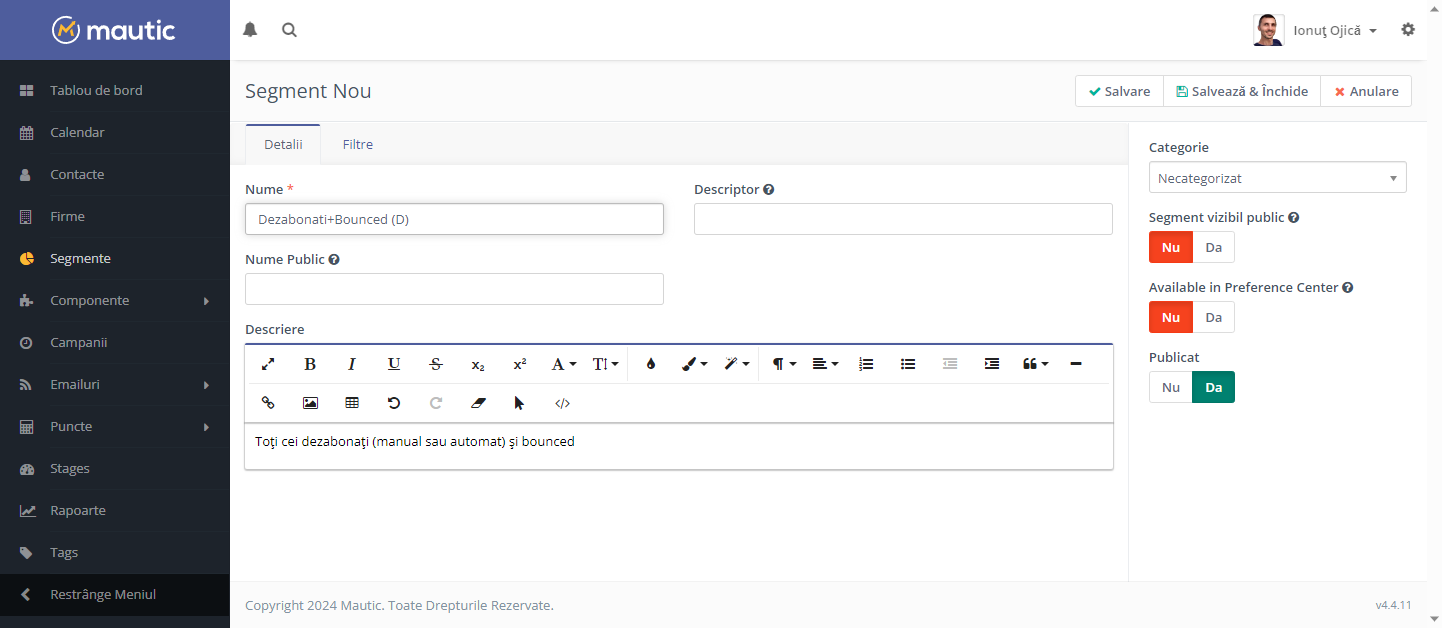 mautic
Ionuţ Ojică
Tablou de bord
Calendar
Contacte
Firme
Segmente
Componente
Campanii
Emailuri
Puncte
Stages
Rapoarte
Tags
Restrânge Meniul
Segment Nou
Salvare
Salvează & Închide
Anulare
Detalii
Filtre
Nume *
Dezabonati+Bounced (D)
Descriptor
Nume Public
Descriere
B I U S x₂ x² A T
Toţi cei dezabonaţi (manual sau automat) şi bounced
Categorie
Necategorizat
Segment vizibil public
Nu Da
Available in Preference Center
Nu Da
Publicat
Nu Da
Copyright 2024 Mautic. Toate Drepturile Rezervate.
v4.4.11